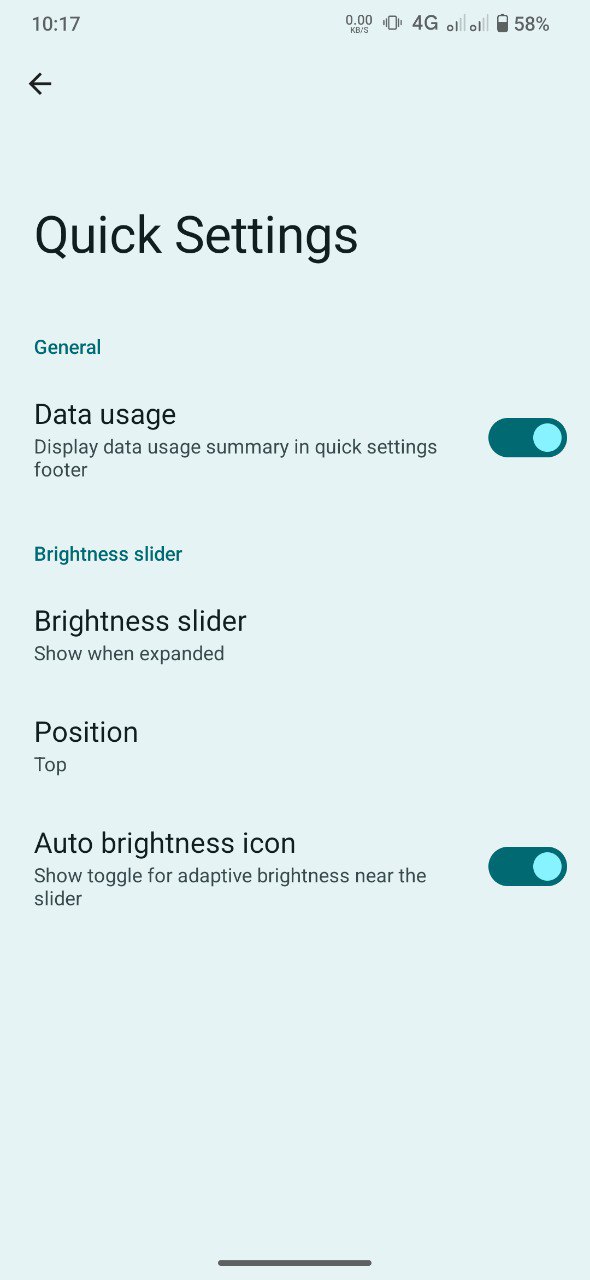 10:17
0.00
KB/S
4G
58%
Quick Settings
General
Data usage
Display data usage summary in quick settings
footer
Brightness slider
Brightness slider
Show when expanded
Position
Top
Auto brightness icon
Show toggle for adaptive brightness near the
slider